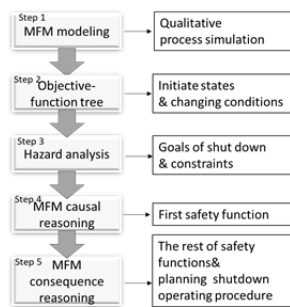 Step 1
MFM modeling
Qualitative
process simulation
Step 2
Objective-
function tree
Initiate states
& changing conditions
Step 3
Hazard analysis
Goals of shut down
& constraints
Step 4
MFM causal
reasoning
First safety function
Step 5
MFM
consequence
reasoning
The rest of safety
functions&
planning shutdown
operating procedure